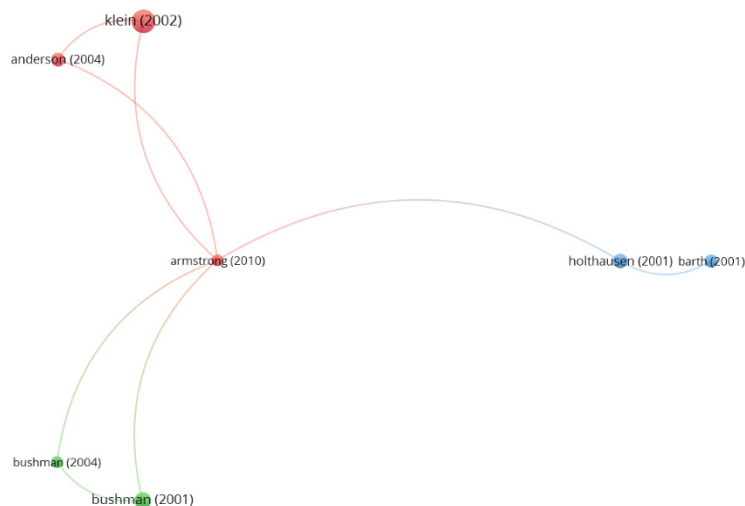 klein (2002)
anderson (2004)
armstrong (2010)
holthausen (2001)
barth (2001)
bushman (2004)
bushman (2001)